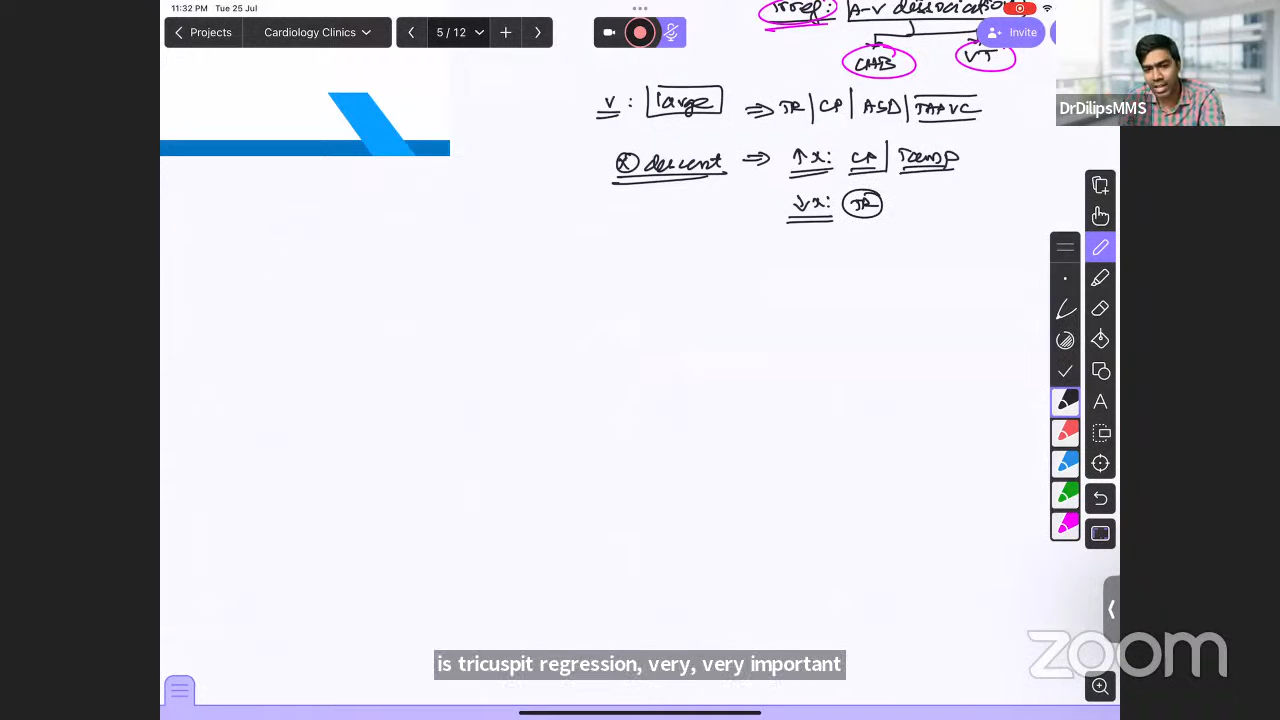 11:32 PM Tue 25 Jul
Projects Cardiology Clinics 5 / 12 Invite
Irreg: A-V dissociation
CHB VT
DrDilipsMMS
V : large ⇒ TR | CP | ASD | TAPVC
x descent ⇒ ↑x: CP | Tamp
↓x: TR
A
is tricuspit regression, very, very important
zoom